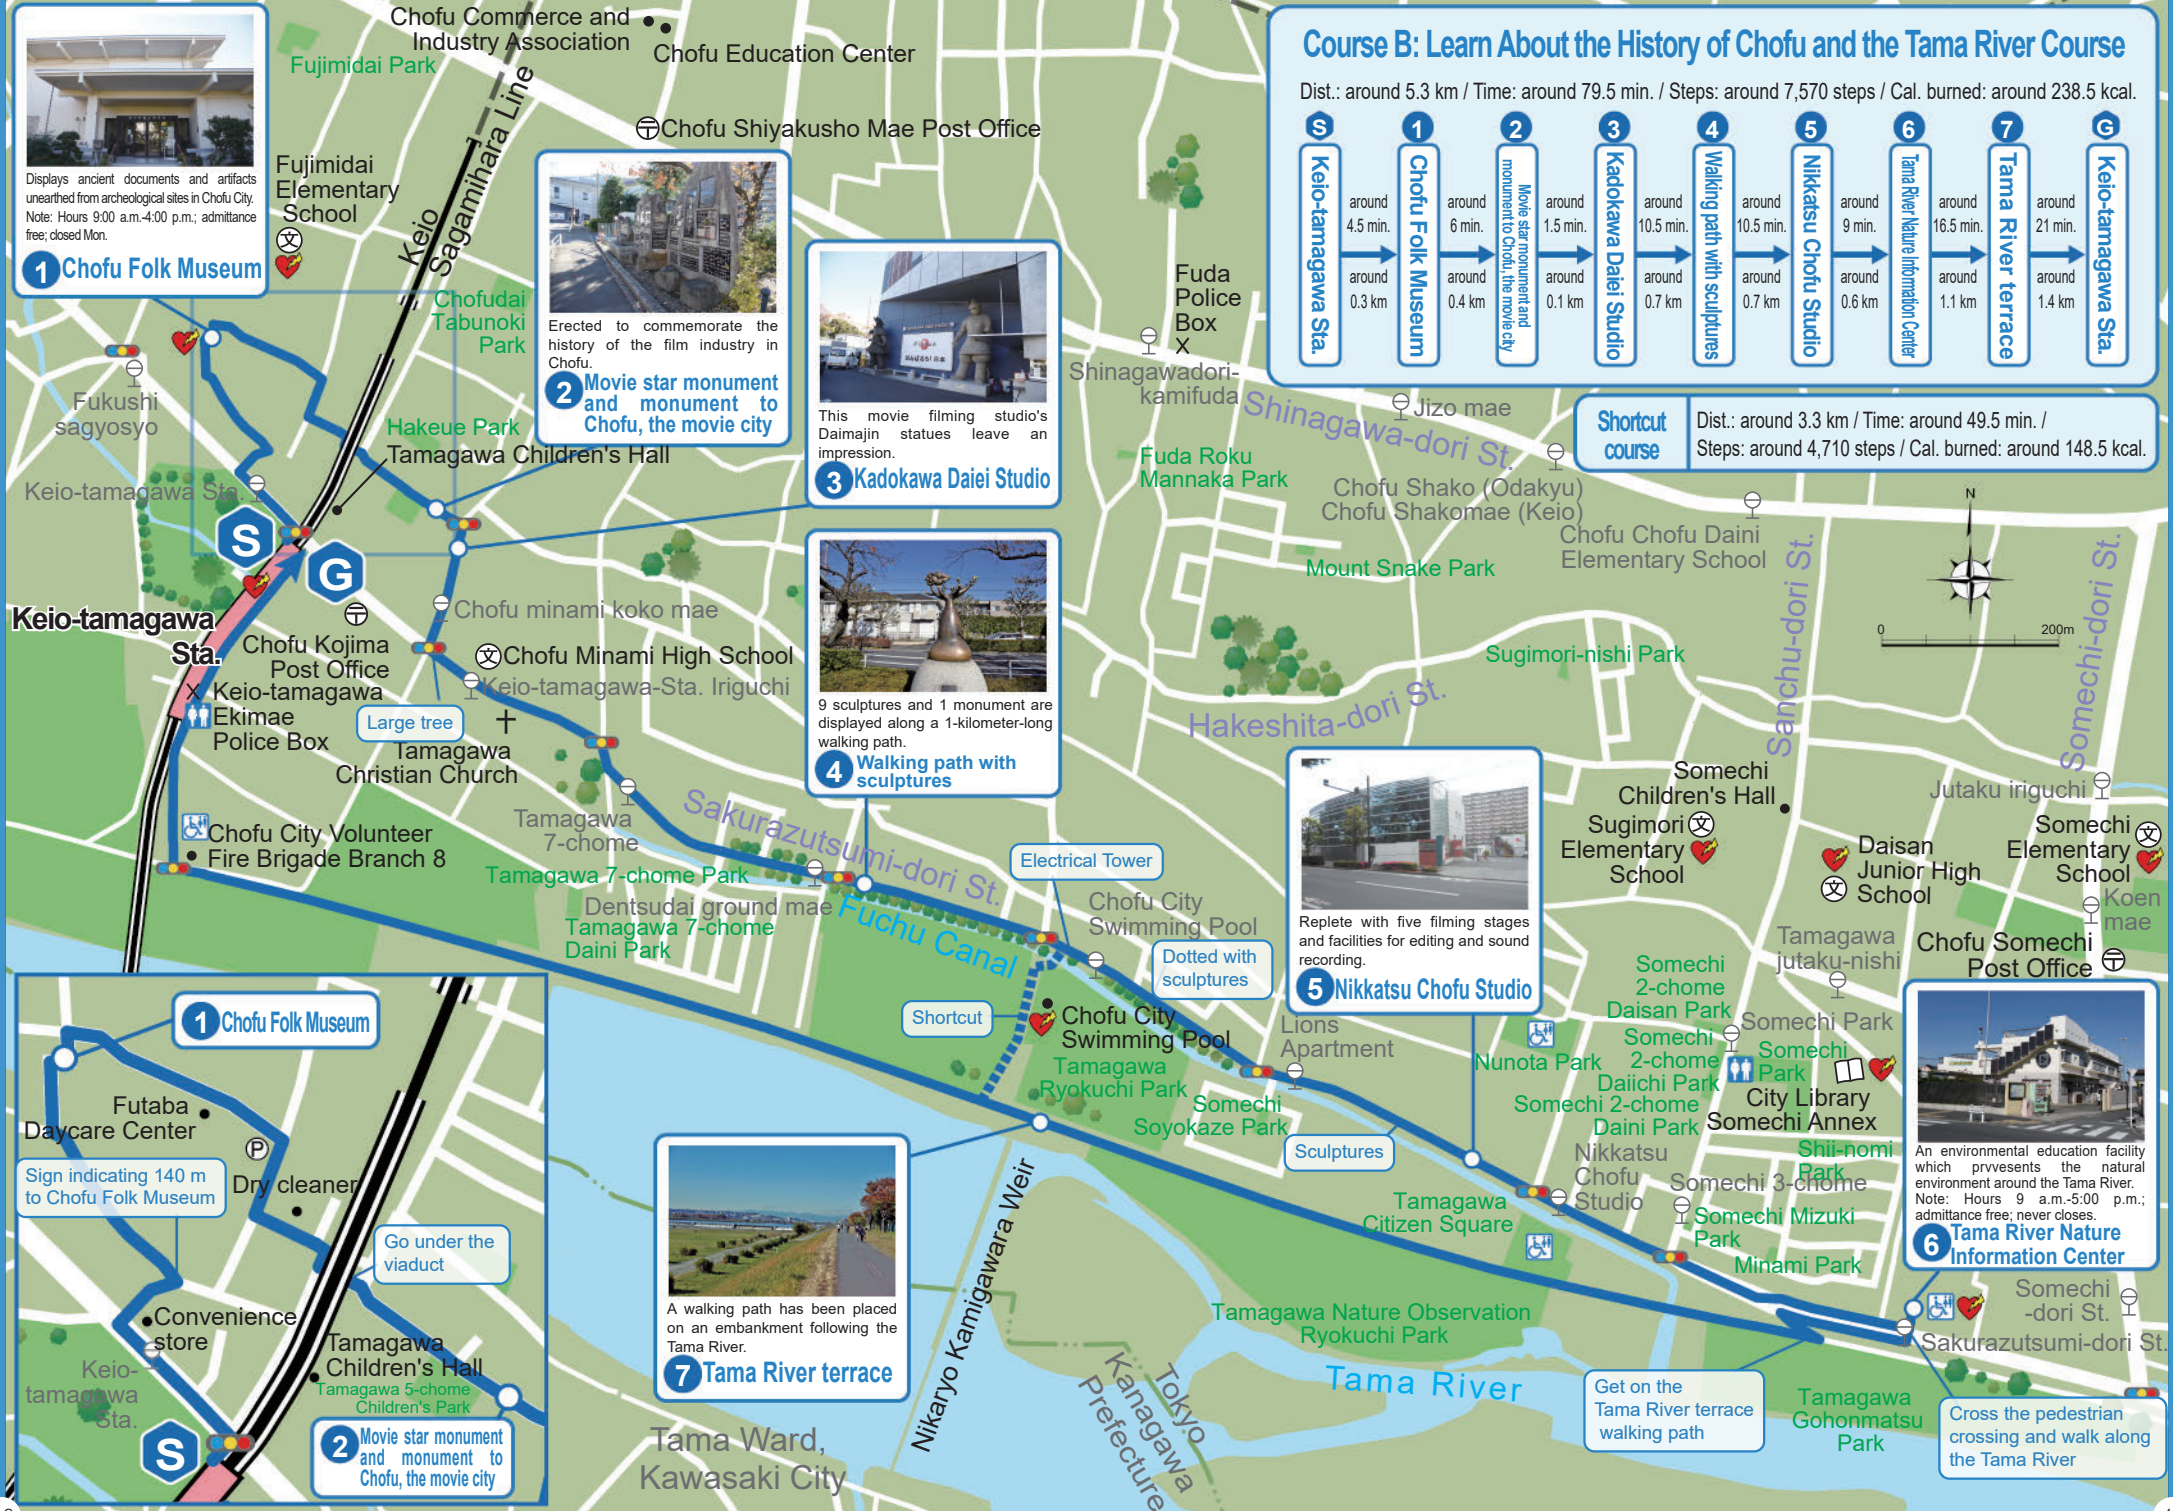 Course B: Learn About the History of Chofu and the Tama River Course
Dist.: around 5.3 km / Time: around 79.5 min. / Steps: around 7,570 steps / Cal. burned: around 238.5 kcal.
S
Keio-tamagawa Sta.
around
4.5 min.
around
0.3 km
1
Chofu Folk Museum
around
6 min.
around
0.4 km
2
Movie star monument and
monument to Chofu, the movie city
around
1.5 min.
around
0.1 km
3
Kadokawa Daiei Studio
around
10.5 min.
around
0.7 km
4
Walking path with sculptures
around
10.5 min.
around
0.7 km
5
Nikkatsu Chofu Studio
around
9 min.
around
0.6 km
6
Tama River Nature Information Center
around
16.5 min.
around
1.1 km
7
Tama River terrace
around
21 min.
around
1.4 km
G
Keio-tamagawa Sta.
Shortcut
course
Dist.: around 3.3 km / Time: around 49.5 min. /
Steps: around 4,710 steps / Cal. burned: around 148.5 kcal.
N
0
200m
Displays ancient documents and artifacts
unearthed from archeological sites in Chofu City.
Note: Hours 9:00 a.m.-4:00 p.m.; admittance
free; closed Mon.
1 Chofu Folk Museum
Erected to commemorate the
history of the film industry in
Chofu.
2 Movie star monument
and monument to
Chofu, the movie city
This movie filming studio's
Daimajin statues leave an
impression.
3 Kadokawa Daiei Studio
9 sculptures and 1 monument are
displayed along a 1-kilometer-long
walking path.
4 Walking path with
sculptures
Replete with five filming stages
and facilities for editing and sound
recording.
5 Nikkatsu Chofu Studio
An environmental education facility
which prvvesents the natural
environment around the Tama River.
Note: Hours 9 a.m.-5:00 p.m.;
admittance free; never closes.
6 Tama River Nature
Information Center
A walking path has been placed
on an embankment following the
Tama River.
7 Tama River terrace
Chofu Commerce and
Industry Association
Chofu Education Center
Fujimidai Park
Chofu Shiyakusho Mae Post Office
Keio
Sagamihara Line
Fujimidai
Elementary
School
文
Chofudai
Tabunoki
Park
Fukushi
sagyosyo
Hakeue Park
Tamagawa Children's Hall
Keio-tamagawa Sta.
S
G
Keio-tamagawa
Sta.
Chofu Kojima
Post Office
X Keio-tamagawa
Ekimae
Police Box
Chofu minami koko mae
文 Chofu Minami High School
Keio-tamagawa-Sta. Iriguchi
Large tree
Tamagawa
Christian Church
Tamagawa
7-chome
Chofu City Volunteer
Fire Brigade Branch 8
Sakurazutsumi-dori St.
Tamagawa 7-chome Park
Dentsudai ground mae
Tamagawa 7-chome
Daini Park
Fuchu Canal
Electrical Tower
Chofu City
Swimming Pool
Dotted with
sculptures
Shortcut
Chofu City
Swimming Pool
Tamagawa
Ryokuchi Park
Lions
Apartment
Somechi
Soyokaze Park
Sculptures
Fuda
Police
Box
X
Shinagawadori-
kamifuda
Shinagawa-dori St.
Jizo mae
Fuda Roku
Mannaka Park
Chofu Shako (Odakyu)
Chofu Shakomae (Keio)
Chofu Chofu Daini
Elementary School
Mount Snake Park
Sugimori-nishi Park
Hakeshita-dori St.
Sanchu-dori St.
Somechi-dori St.
Somechi
Children's Hall
Sugimori 文
Elementary
School
Daisan
Junior High
文 School
Jutaku iriguchi
Somechi 文
Elementary
School
Koen
mae
Tamagawa
jutaku-nishi
Chofu Somechi
Post Office
Somechi
2-chome
Daisan Park
Nunota Park
Somechi
2-chome
Daiichi Park
Somechi Park
Somechi
Park
City Library
Somechi Annex
Somechi 2-chome
Daini Park
Shii-nomi
Park
Nikkatsu
Chofu
Studio
Somechi 3-chome
Somechi Mizuki
Park
Minami Park
Tamagawa
Citizen Square
Tamagawa Nature Observation
Ryokuchi Park
Tama River
Somechi
-dori St.
Sakurazutsumi-dori St.
Get on the
Tama River terrace
walking path
Tamagawa
Gohonmatsu
Park
Cross the pedestrian
crossing and walk along
the Tama River
Nikaryo Kamigawara Weir
Tokyo
Kanagawa
Prefecture
Tama Ward,
Kawasaki City
1 Chofu Folk Museum
Futaba
Daycare Center
P
Sign indicating 140 m
to Chofu Folk Museum
Dry cleaner
Go under the
viaduct
Convenience
store
Keio-
tamagawa
Sta.
Tamagawa
Children's Hall
Tamagawa 5-chome
Children's Park
S
2 Movie star monument
and monument to
Chofu, the movie city